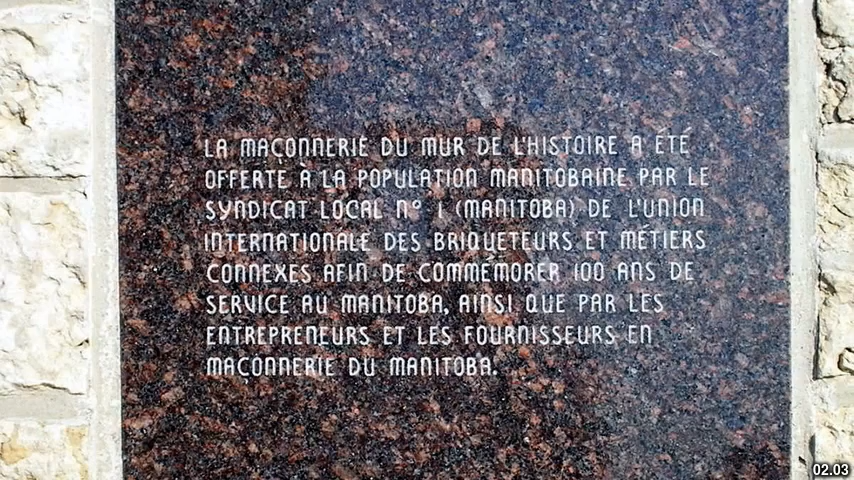 LA MAÇONNERIE DU MUR DE L'HISTOIRE A ÉTÉ
OFFERTE À LA POPULATION MANITOBAINE PAR LE
SYNDICAT LOCAL Nº 1 (MANITOBA) DE L'UNION
INTERNATIONALE DES BRIQUETEURS ET MÉTIERS
CONNEXES AFIN DE COMMÉMORER 100 ANS DE
SERVICE AU MANITOBA, AINSI QUE PAR LES
ENTREPRENEURS ET LES FOURNISSEURS EN
MAÇONNERIE DU MANITOBA.
02.03